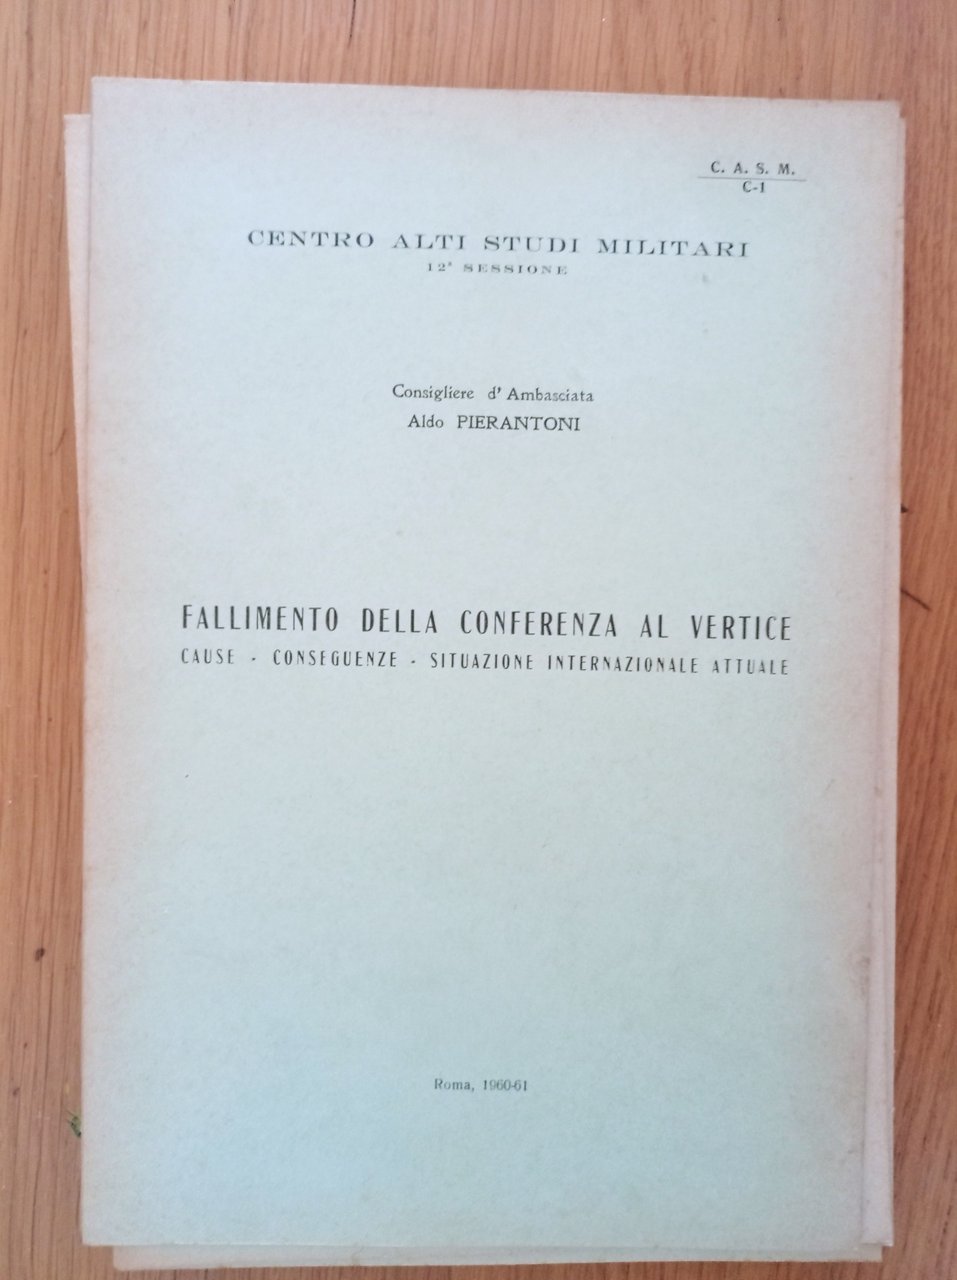 C. A. S. M.
C-1
CENTRO ALTI STUDI MILITARI
12ª SESSIONE
Consigliere d' Ambasciata
Aldo PIERANTONI
FALLIMENTO DELLA CONFERENZA AL VERTICE
CAUSE - CONSEGUENZE - SITUAZIONE INTERNAZIONALE ATTUALE
Roma, 1960-61